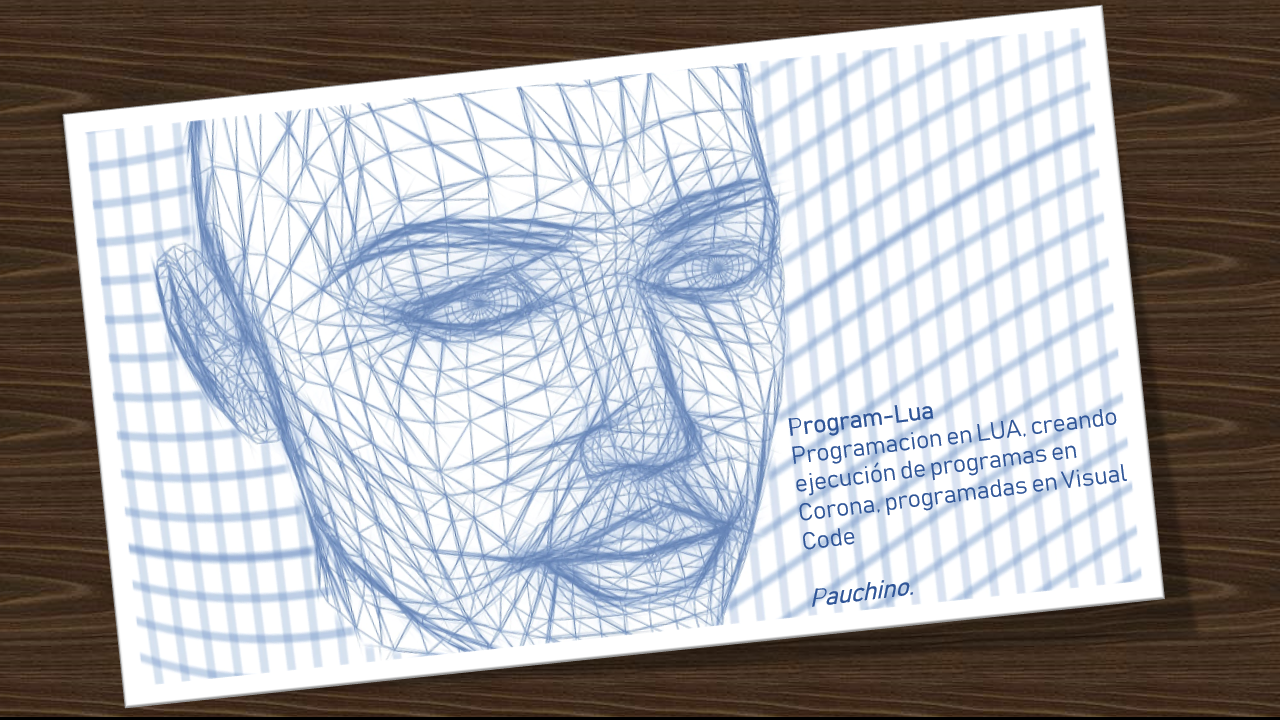 Program-Lua
Programacion en LUA, creando
ejecución de programas en
Corona, programadas en Visual
Code
Pauchino.